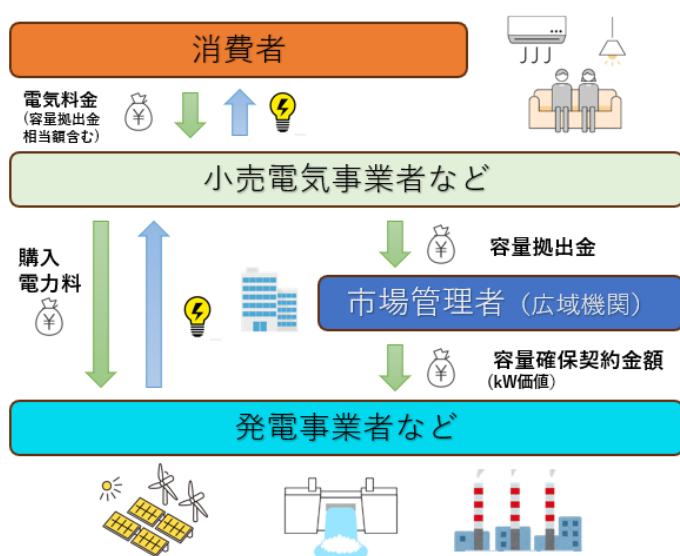 消費者
電気料金
(容量拠出金
相当額含む)
¥
小売電気事業者など
購入
電力料
¥
¥
容量拠出金
市場管理者（広域機関）
¥
容量確保契約金額
(kW価値)
発電事業者など